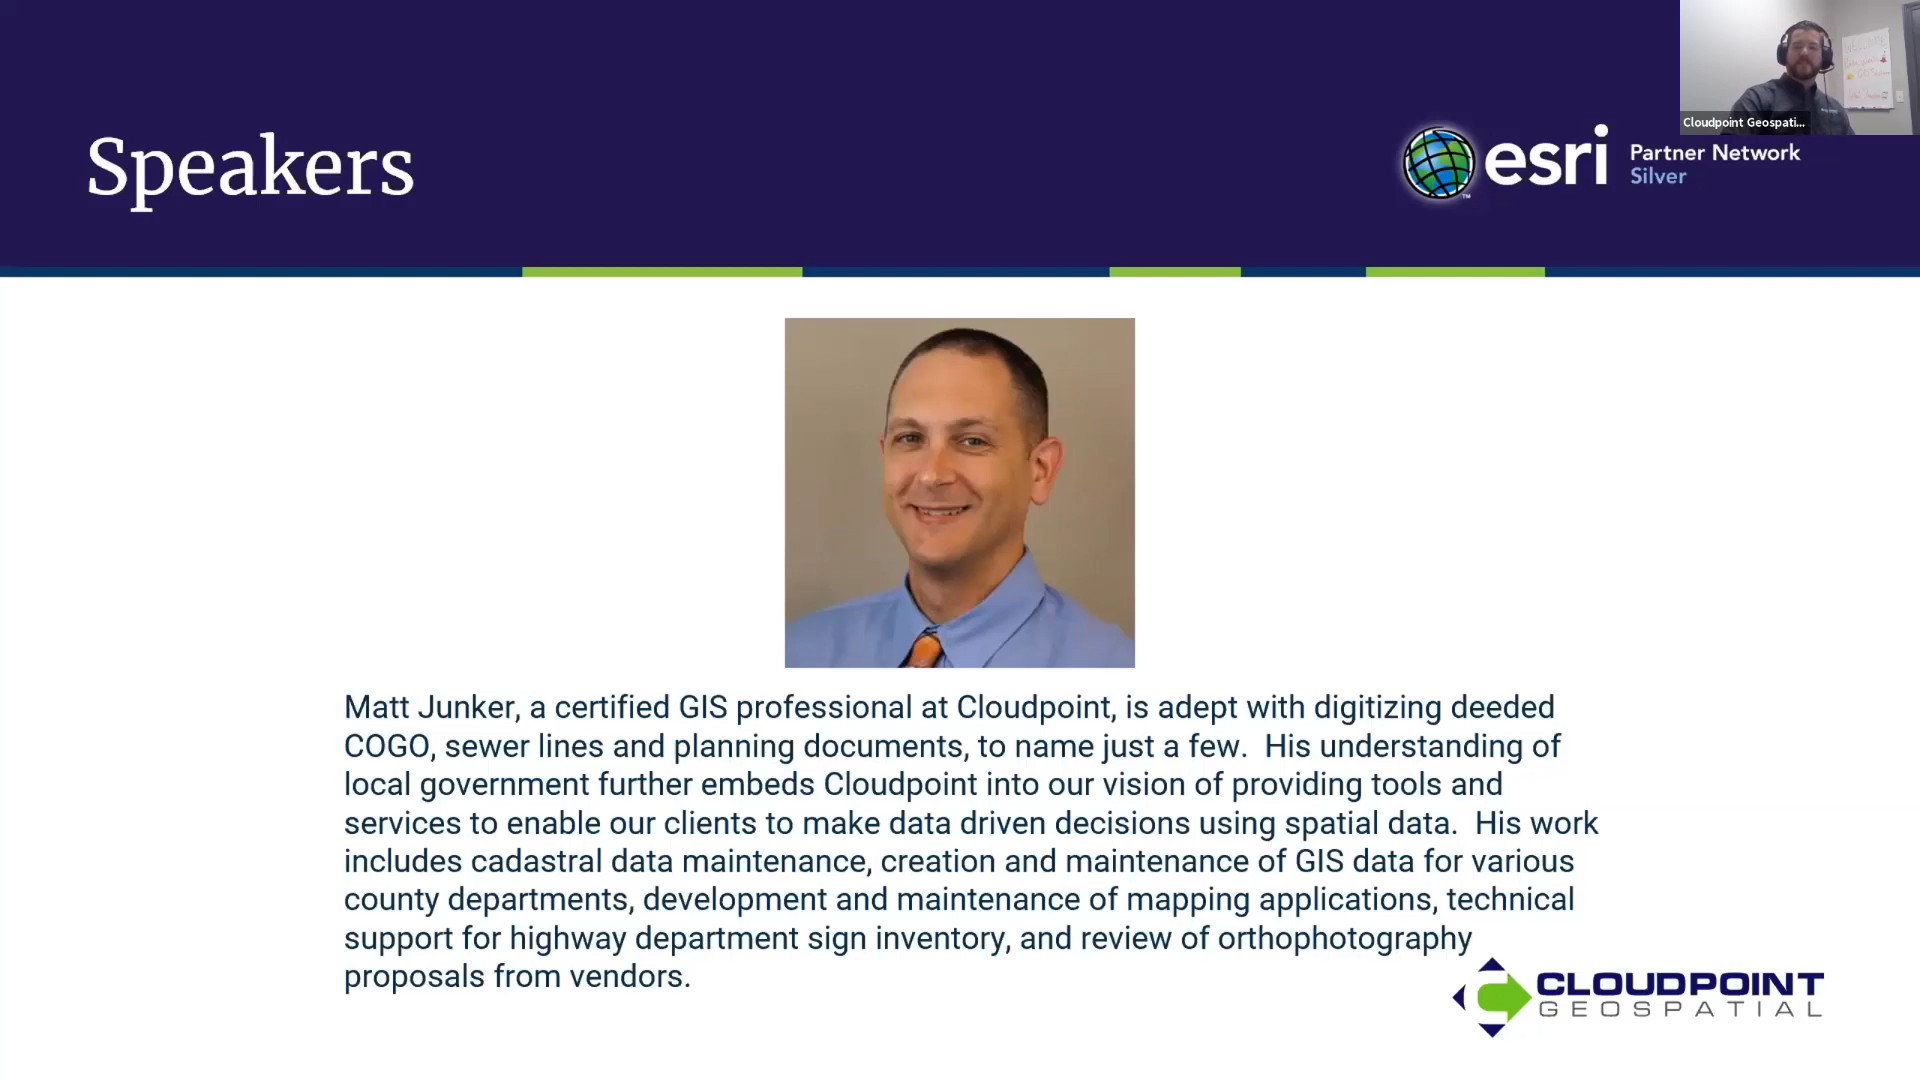 Speakers
esri
Partner Network
Silver
Cloudpoint Geospati...
Matt Junker, a certified GIS professional at Cloudpoint, is adept with digitizing deeded
COGO, sewer lines and planning documents, to name just a few.  His understanding of
local government further embeds Cloudpoint into our vision of providing tools and
services to enable our clients to make data driven decisions using spatial data.  His work
includes cadastral data maintenance, creation and maintenance of GIS data for various
county departments, development and maintenance of mapping applications, technical
support for highway department sign inventory, and review of orthophotography
proposals from vendors.
CLOUDPOINT
GEOSPATIAL